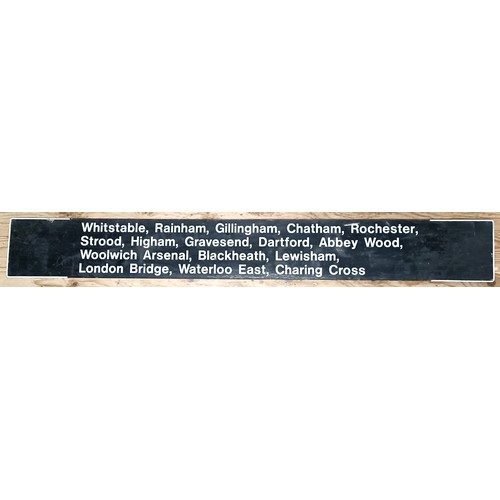 Whitstable, Rainham, Gillingham, Chatham, Rochester,
Strood, Higham, Gravesend, Dartford, Abbey Wood,
Woolwich Arsenal, Blackheath, Lewisham,
London Bridge, Waterloo East, Charing Cross